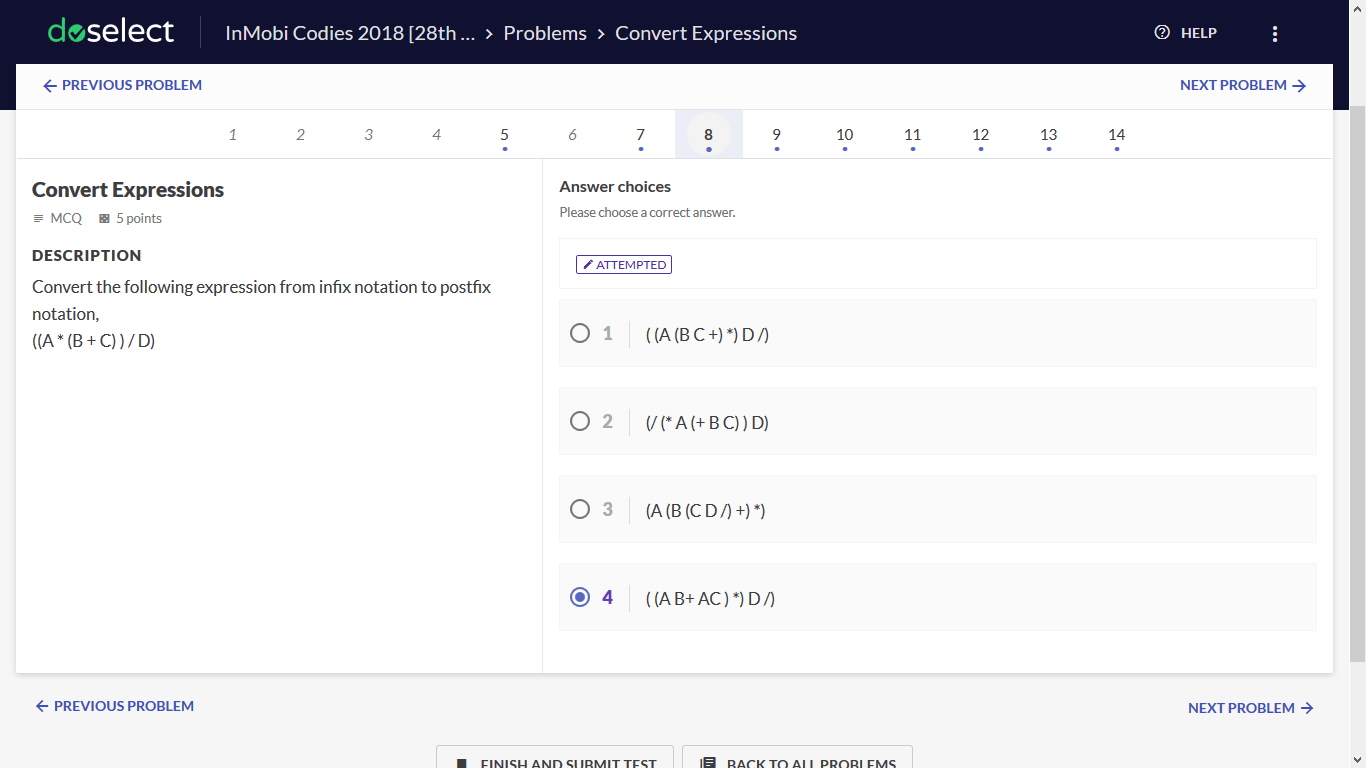 doselect
InMobi Codies 2018 [28th ... > Problems > Convert Expressions
HELP
← PREVIOUS PROBLEM
NEXT PROBLEM →
1 2 3 4 5 6 7 8 9 10 11 12 13 14
Convert Expressions
MCQ 5 points
DESCRIPTION
Convert the following expression from infix notation to postfix
notation,
((A * (B + C) ) / D)
Answer choices
Please choose a correct answer.
ATTEMPTED
1 ( (A (B C +) *) D /)
2 (/ (* A (+ B C) ) D)
3 (A (B (C D /) +) *)
4 ( (A B+ AC ) *) D /)
← PREVIOUS PROBLEM
NEXT PROBLEM →
FINISH AND SUBMIT TEST
BACK TO ALL PROBLEMS